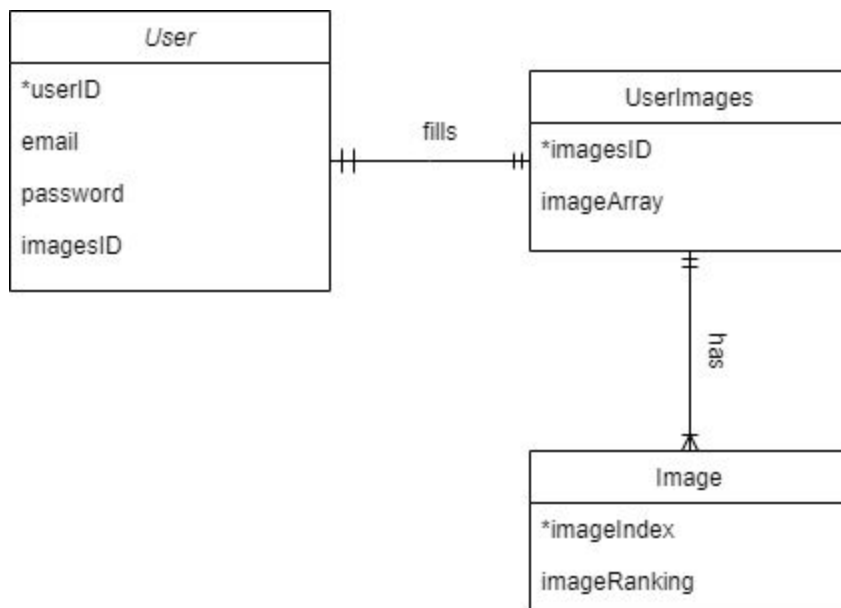 User
*userID
email
password
imagesID
fills
UserImages
*imagesID
imageArray
has
Image
*imageIndex
imageRanking